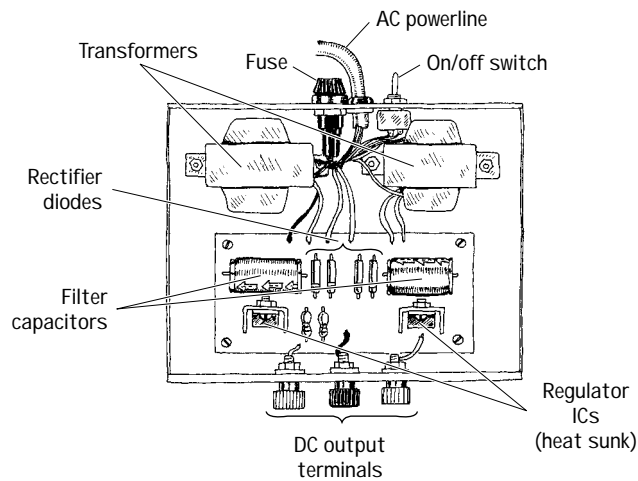 AC powerline
Transformers
Fuse
On/off switch
Rectifier
diodes
Filter
capacitors
Regulator
ICs
(heat sunk)
DC output
terminals